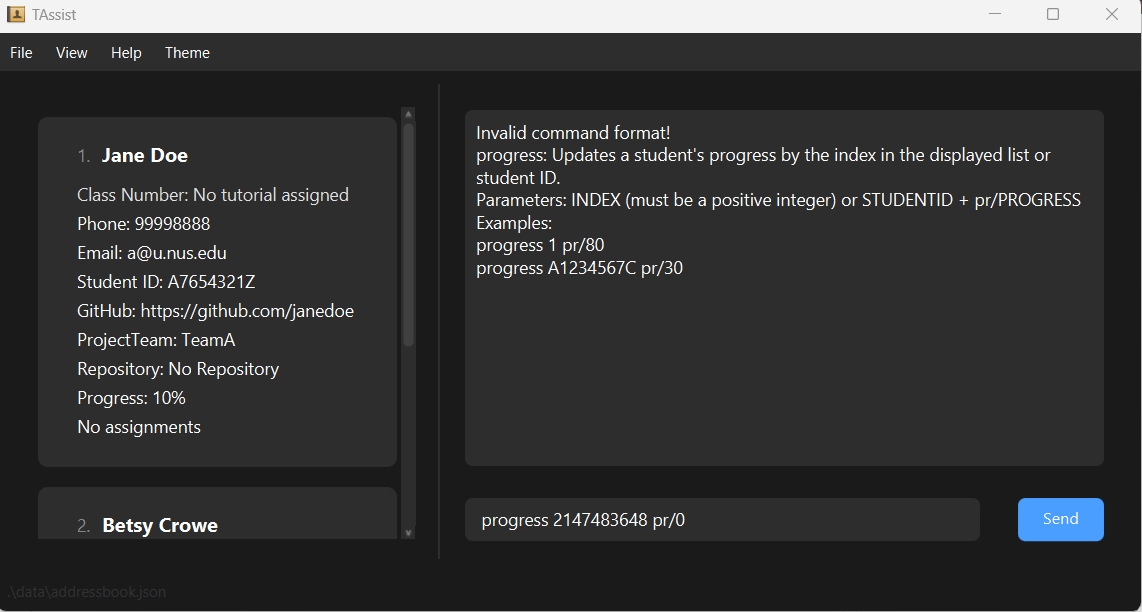 TAssist
File View Help Theme
1. Jane Doe
Class Number: No tutorial assigned
Phone: 99998888
Email: a@u.nus.edu
Student ID: A7654321Z
GitHub: https://github.com/janedoe
ProjectTeam: TeamA
Repository: No Repository
Progress: 10%
No assignments
2. Betsy Crowe
Invalid command format!
progress: Updates a student's progress by the index in the displayed list or
student ID.
Parameters: INDEX (must be a positive integer) or STUDENTID + pr/PROGRESS
Examples:
progress 1 pr/80
progress A1234567C pr/30
progress 2147483648 pr/0
Send
.\data\addressbook.json